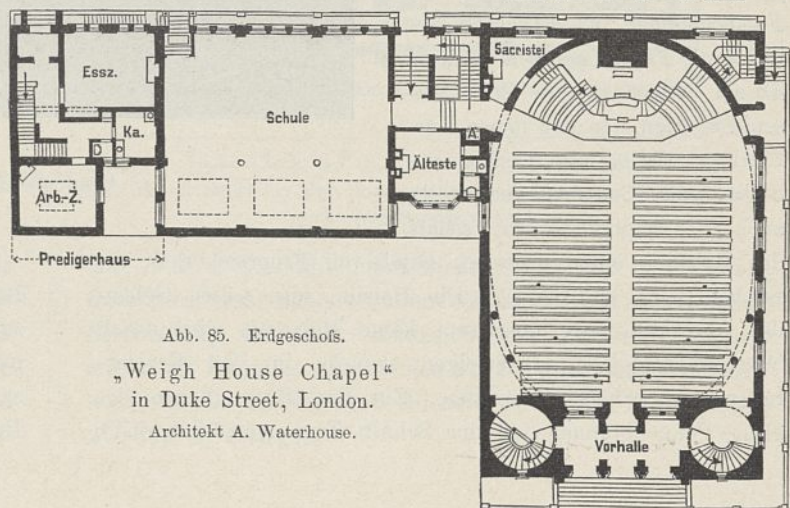 Sacristei
Essz.
Ka.
Schule
A.
Älteste
Arb.-Z.
Predigerhaus
Abb. 85. Erdgeschoſs.
„Weigh House Chapel“
in Duke Street, London.
Architekt A. Waterhouse.
Vorhalle